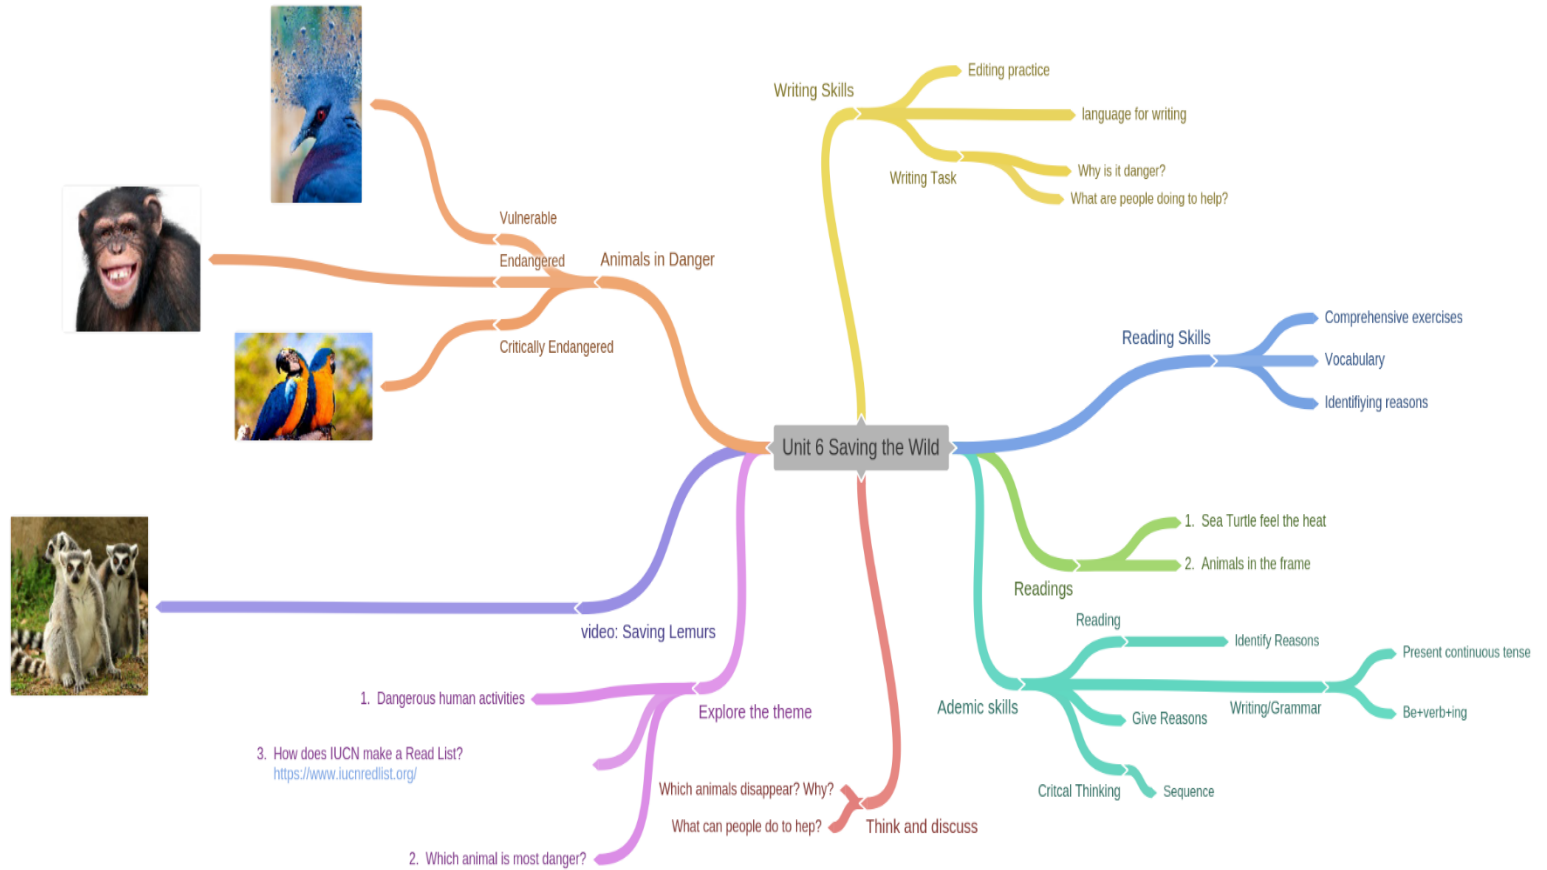 Unit 6 Saving the Wild
Writing Skills
Editing practice
language for writing
Writing Task
Why is it danger?
What are people doing to help?
Reading Skills
Comprehensive exercises
Vocabulary
Identifiying reasons
Readings
1. Sea Turtle feel the heat
2. Animals in the frame
Ademic skills
Reading
Identify Reasons
Writing/Grammar
Present continuous tense
Be+verb+ing
Give Reasons
Critcal Thinking
Sequence
Think and discuss
Which animals disappear? Why?
What can people do to hep?
Explore the theme
1. Dangerous human activities
3. How does IUCN make a Read List?
https://www.iucnredlist.org/
2. Which animal is most danger?
video: Saving Lemurs
Animals in Danger
Vulnerable
Endangered
Critically Endangered